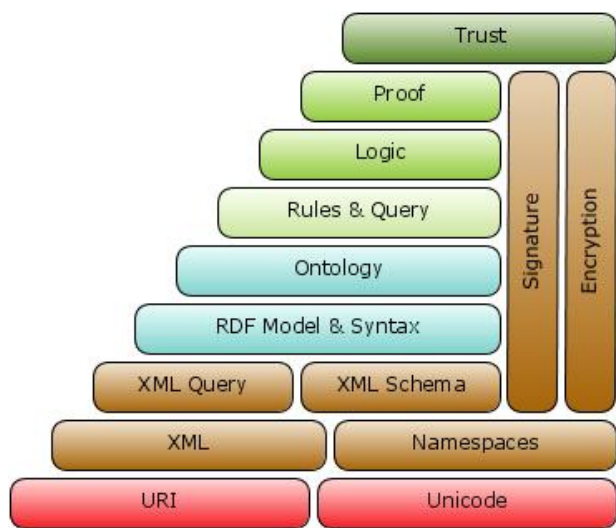 Trust
Proof
Logic
Rules & Query
Ontology
RDF Model & Syntax
XML Query
XML Schema
Signature
Encryption
XML
Namespaces
URI
Unicode